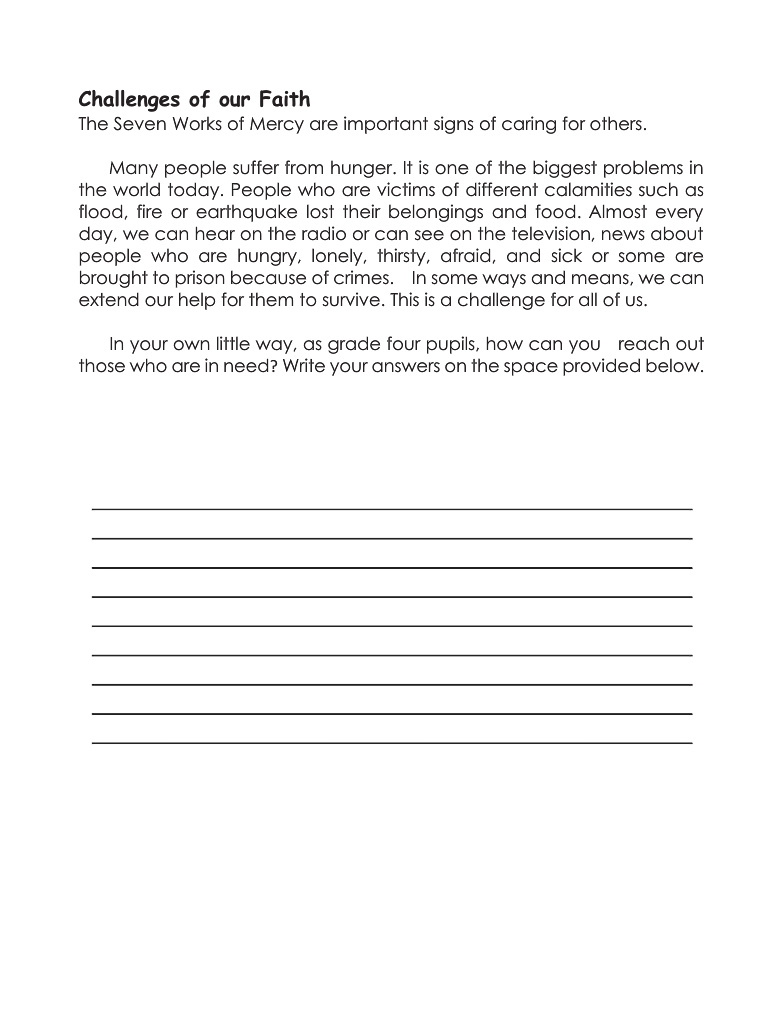 Challenges of our Faith
The Seven Works of Mercy are important signs of caring for others.
Many people suffer from hunger. It is one of the biggest problems in
the world today. People who are victims of different calamities such as
flood, fire or earthquake lost their belongings and food. Almost every
day, we can hear on the radio or can see on the television, news about
people who are hungry, lonely, thirsty, afraid, and sick or some are
brought to prison because of crimes. In some ways and means, we can
extend our help for them to survive. This is a challenge for all of us.
In your own little way, as grade four pupils, how can you reach out
those who are in need? Write your answers on the space provided below.